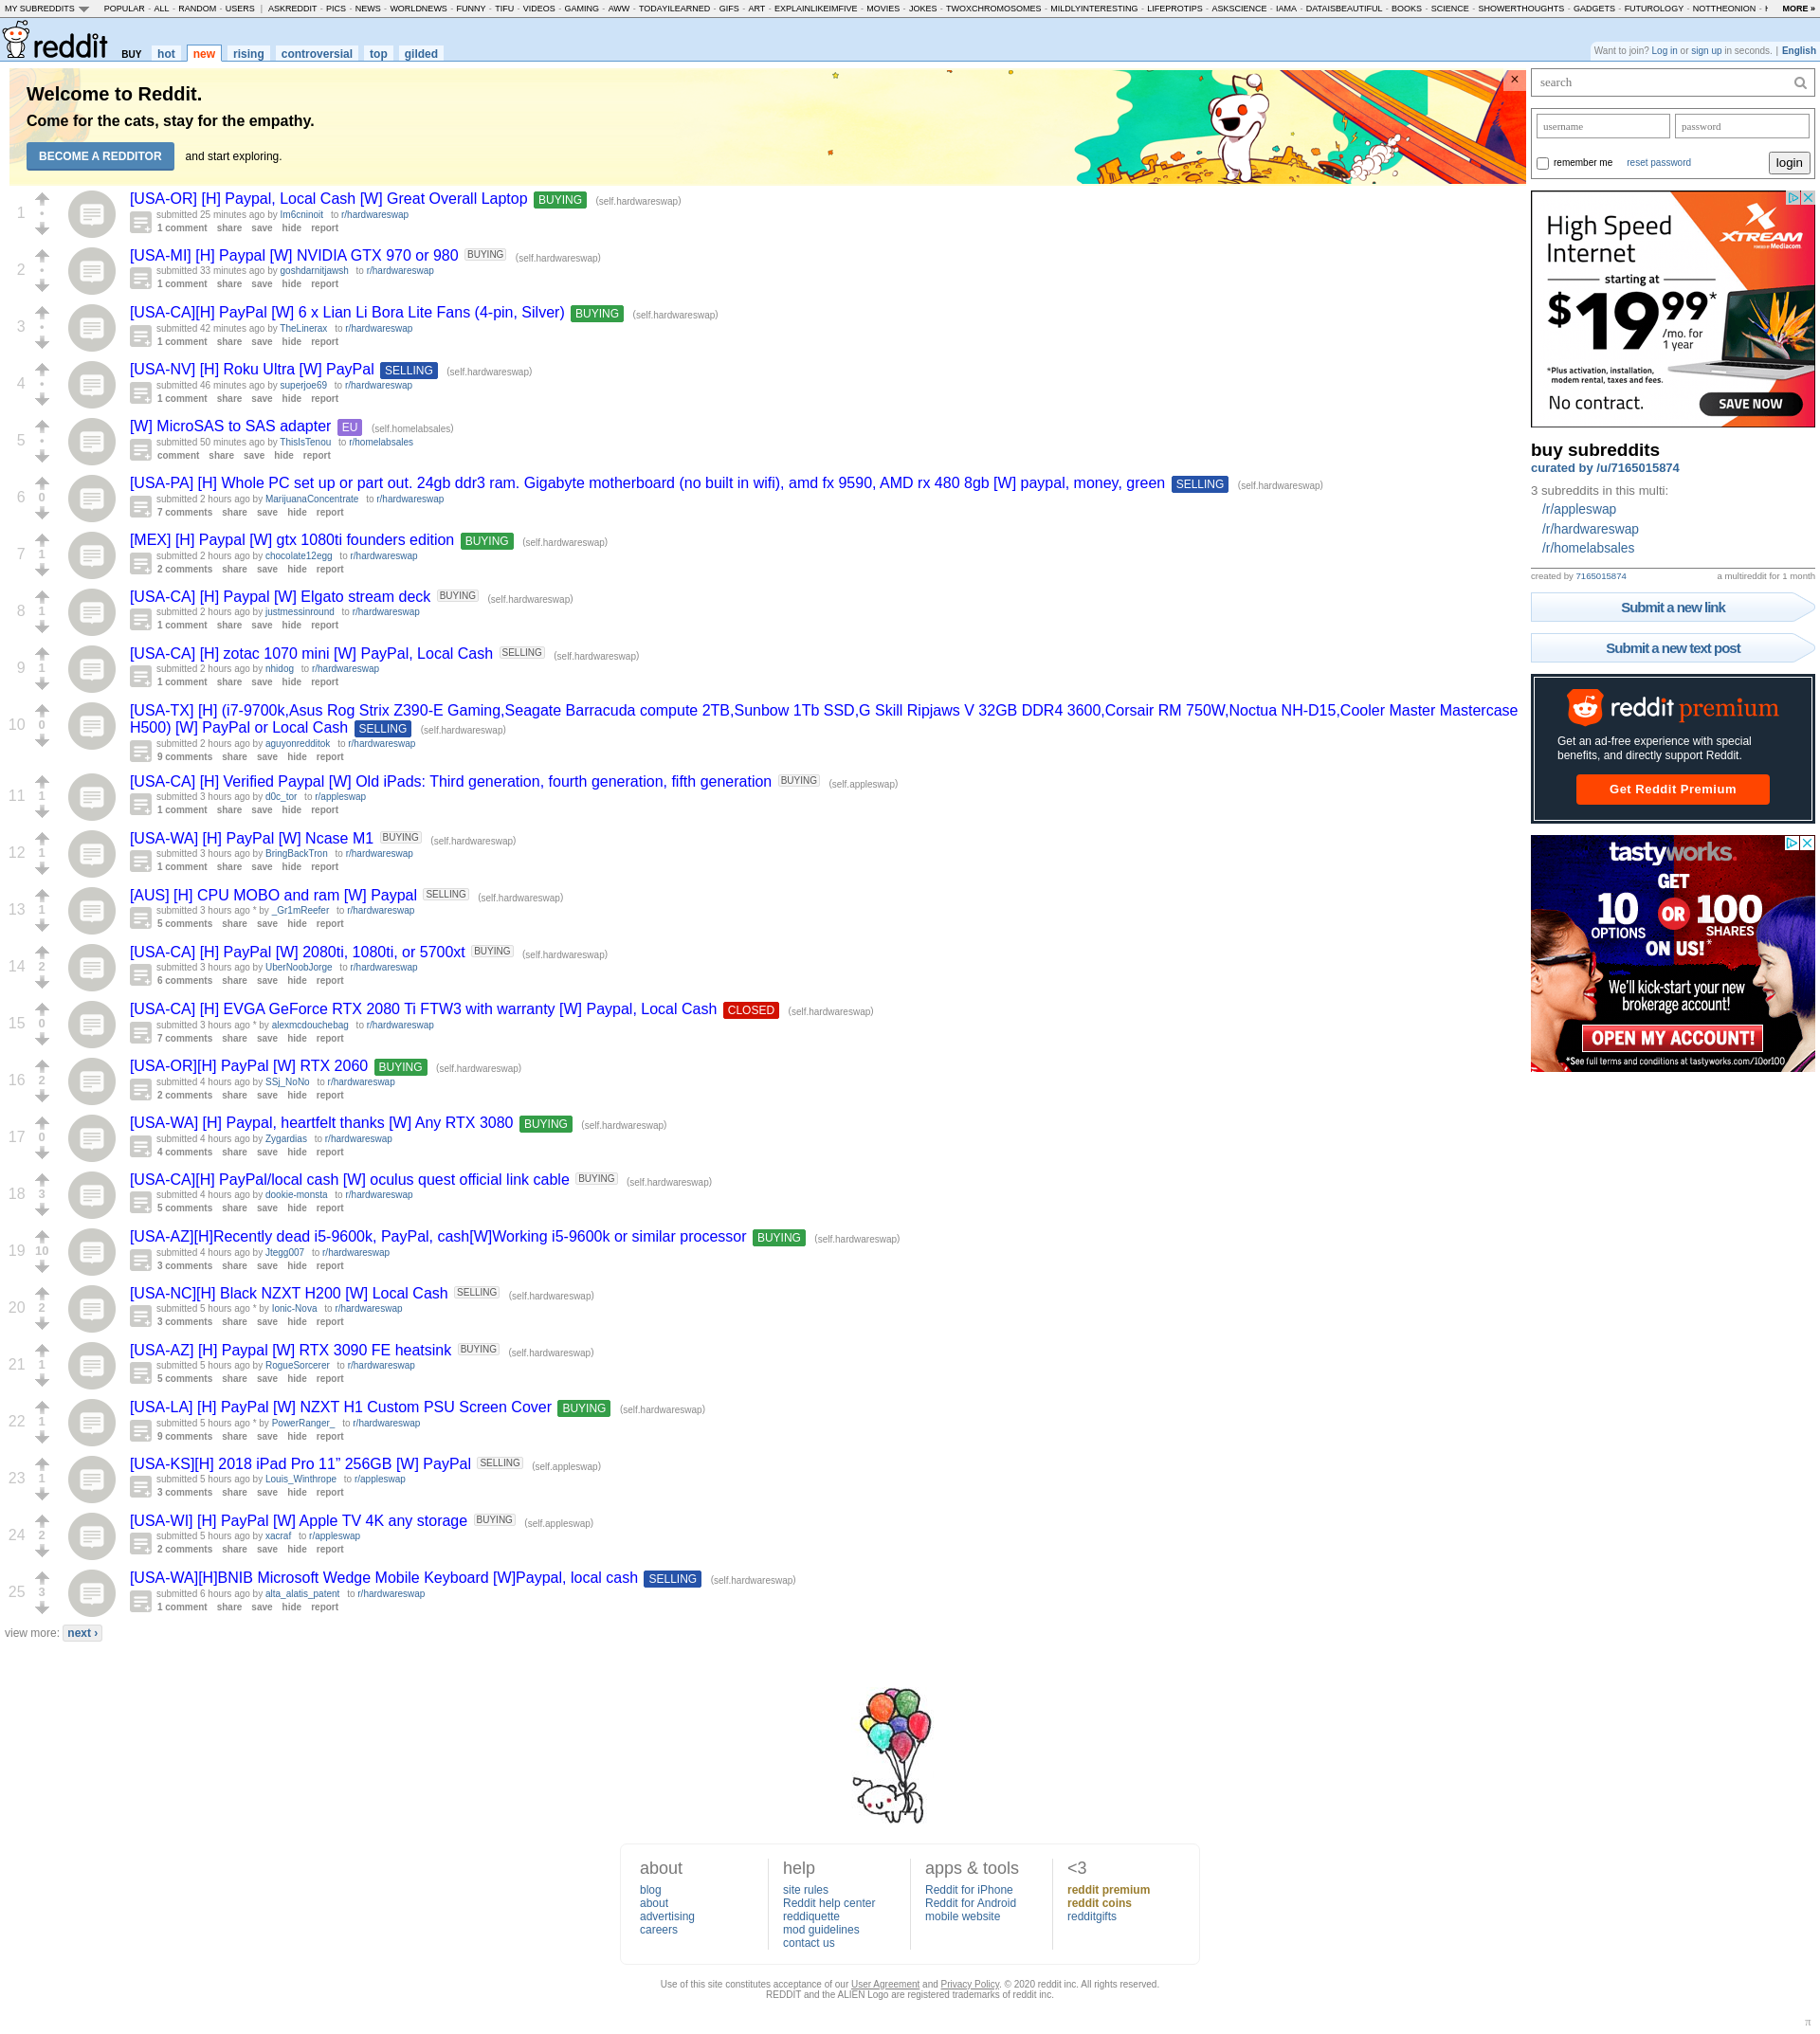 MY SUBREDDITS POPULAR - ALL - RANDOM - USERS | ASKREDDIT - PICS - NEWS - WORLDNEWS - FUNNY - TIFU - VIDEOS - GAMING - AWW - TODAYILEARNED - GIFS - ART - EXPLAINLIKEIMFIVE - MOVIES - JOKES - TWOXCHROMOSOMES - MILDLYINTERESTING - LIFEPROTIPS - ASKSCIENCE - IAMA - DATAISBEAUTIFUL - BOOKS - SCIENCE - SHOWERTHOUGHTS - GADGETS - FUTUROLOGY - NOTTHEONION - MORE »
reddit BUY hot new rising controversial top gilded
Want to join? Log in or sign up in seconds. | English
Welcome to Reddit.
Come for the cats, stay for the empathy.
BECOME A REDDITOR and start exploring.
×
1
[USA-OR] [H] Paypal, Local Cash [W] Great Overall Laptop BUYING (self.hardwareswap)
submitted 25 minutes ago by Im6cninoit to r/hardwareswap
1 comment share save hide report
2
[USA-MI] [H] Paypal [W] NVIDIA GTX 970 or 980 BUYING (self.hardwareswap)
submitted 33 minutes ago by goshdarnitjawsh to r/hardwareswap
1 comment share save hide report
3
[USA-CA][H] PayPal [W] 6 x Lian Li Bora Lite Fans (4-pin, Silver) BUYING (self.hardwareswap)
submitted 42 minutes ago by TheLinerax to r/hardwareswap
1 comment share save hide report
4
[USA-NV] [H] Roku Ultra [W] PayPal SELLING (self.hardwareswap)
submitted 46 minutes ago by superjoe69 to r/hardwareswap
1 comment share save hide report
5
[W] MicroSAS to SAS adapter EU (self.homelabsales)
submitted 50 minutes ago by ThisIsTenou to r/homelabsales
comment share save hide report
6 0
[USA-PA] [H] Whole PC set up or part out. 24gb ddr3 ram. Gigabyte motherboard (no built in wifi), amd fx 9590, AMD rx 480 8gb [W] paypal, money, green SELLING (self.hardwareswap)
submitted 2 hours ago by MarijuanaConcentrate to r/hardwareswap
7 comments share save hide report
7 1
[MEX] [H] Paypal [W] gtx 1080ti founders edition BUYING (self.hardwareswap)
submitted 2 hours ago by chocolate12egg to r/hardwareswap
2 comments share save hide report
8 1
[USA-CA] [H] Paypal [W] Elgato stream deck BUYING (self.hardwareswap)
submitted 2 hours ago by justmessinround to r/hardwareswap
1 comment share save hide report
9 1
[USA-CA] [H] zotac 1070 mini [W] PayPal, Local Cash SELLING (self.hardwareswap)
submitted 2 hours ago by nhidog to r/hardwareswap
1 comment share save hide report
10 0
[USA-TX] [H] (i7-9700k,Asus Rog Strix Z390-E Gaming,Seagate Barracuda compute 2TB,Sunbow 1Tb SSD,G Skill Ripjaws V 32GB DDR4 3600,Corsair RM 750W,Noctua NH-D15,Cooler Master Mastercase
H500) [W] PayPal or Local Cash SELLING (self.hardwareswap)
submitted 2 hours ago by aguyonredditok to r/hardwareswap
9 comments share save hide report
11 1
[USA-CA] [H] Verified Paypal [W] Old iPads: Third generation, fourth generation, fifth generation BUYING (self.appleswap)
submitted 3 hours ago by d0c_tor to r/appleswap
1 comment share save hide report
12 1
[USA-WA] [H] PayPal [W] Ncase M1 BUYING (self.hardwareswap)
submitted 3 hours ago by BringBackTron to r/hardwareswap
1 comment share save hide report
13 1
[AUS] [H] CPU MOBO and ram [W] Paypal SELLING (self.hardwareswap)
submitted 3 hours ago * by _Gr1mReefer to r/hardwareswap
5 comments share save hide report
14 2
[USA-CA] [H] PayPal [W] 2080ti, 1080ti, or 5700xt BUYING (self.hardwareswap)
submitted 3 hours ago by UberNoobJorge to r/hardwareswap
6 comments share save hide report
15 0
[USA-CA] [H] EVGA GeForce RTX 2080 Ti FTW3 with warranty [W] Paypal, Local Cash CLOSED (self.hardwareswap)
submitted 3 hours ago * by alexmcdouchebag to r/hardwareswap
7 comments share save hide report
16 2
[USA-OR][H] PayPal [W] RTX 2060 BUYING (self.hardwareswap)
submitted 4 hours ago by SSj_NoNo to r/hardwareswap
2 comments share save hide report
17 0
[USA-WA] [H] Paypal, heartfelt thanks [W] Any RTX 3080 BUYING (self.hardwareswap)
submitted 4 hours ago by Zygardias to r/hardwareswap
4 comments share save hide report
18 3
[USA-CA][H] PayPal/local cash [W] oculus quest official link cable BUYING (self.hardwareswap)
submitted 4 hours ago by dookie-monsta to r/hardwareswap
5 comments share save hide report
19 10
[USA-AZ][H]Recently dead i5-9600k, PayPal, cash[W]Working i5-9600k or similar processor BUYING (self.hardwareswap)
submitted 4 hours ago by Jtegg007 to r/hardwareswap
3 comments share save hide report
20 2
[USA-NC][H] Black NZXT H200 [W] Local Cash SELLING (self.hardwareswap)
submitted 5 hours ago * by Ionic-Nova to r/hardwareswap
3 comments share save hide report
21 1
[USA-AZ] [H] Paypal [W] RTX 3090 FE heatsink BUYING (self.hardwareswap)
submitted 5 hours ago by RogueSorcerer to r/hardwareswap
5 comments share save hide report
22 1
[USA-LA] [H] PayPal [W] NZXT H1 Custom PSU Screen Cover BUYING (self.hardwareswap)
submitted 5 hours ago * by PowerRanger_ to r/hardwareswap
9 comments share save hide report
23 1
[USA-KS][H] 2018 iPad Pro 11” 256GB [W] PayPal SELLING (self.appleswap)
submitted 5 hours ago by Louis_Winthrope to r/appleswap
3 comments share save hide report
24 2
[USA-WI] [H] PayPal [W] Apple TV 4K any storage BUYING (self.appleswap)
submitted 5 hours ago by xacraf to r/appleswap
2 comments share save hide report
25 3
[USA-WA][H]BNIB Microsoft Wedge Mobile Keyboard [W]Paypal, local cash SELLING (self.hardwareswap)
submitted 6 hours ago by alta_alatis_patent to r/hardwareswap
1 comment share save hide report
view more: next ›
search
username password
remember me reset password login
High Speed
Internet
XTREAM
POWERED BY Mediacom
starting at
$19.99*
/mo. for
1 year
*Plus activation, installation,
modem rental, taxes and fees.
No contract. SAVE NOW
buy subreddits
curated by /u/7165015874
3 subreddits in this multi:
/r/appleswap
/r/hardwareswap
/r/homelabsales
created by 7165015874 a multireddit for 1 month
Submit a new link
Submit a new text post
reddit premium
Get an ad-free experience with special
benefits, and directly support Reddit.
Get Reddit Premium
tastyworks.
GET
10 OPTIONS OR 100 SHARES
ON US!*
We'll kick-start your new
brokerage account!
OPEN MY ACCOUNT!
*See full terms and conditions at tastyworks.com/10or100
about
blog
about
advertising
careers
help
site rules
Reddit help center
reddiquette
mod guidelines
contact us
apps & tools
Reddit for iPhone
Reddit for Android
mobile website
<3
reddit premium
reddit coins
redditgifts
Use of this site constitutes acceptance of our User Agreement and Privacy Policy. © 2020 reddit inc. All rights reserved.
REDDIT and the ALIEN Logo are registered trademarks of reddit inc.
π